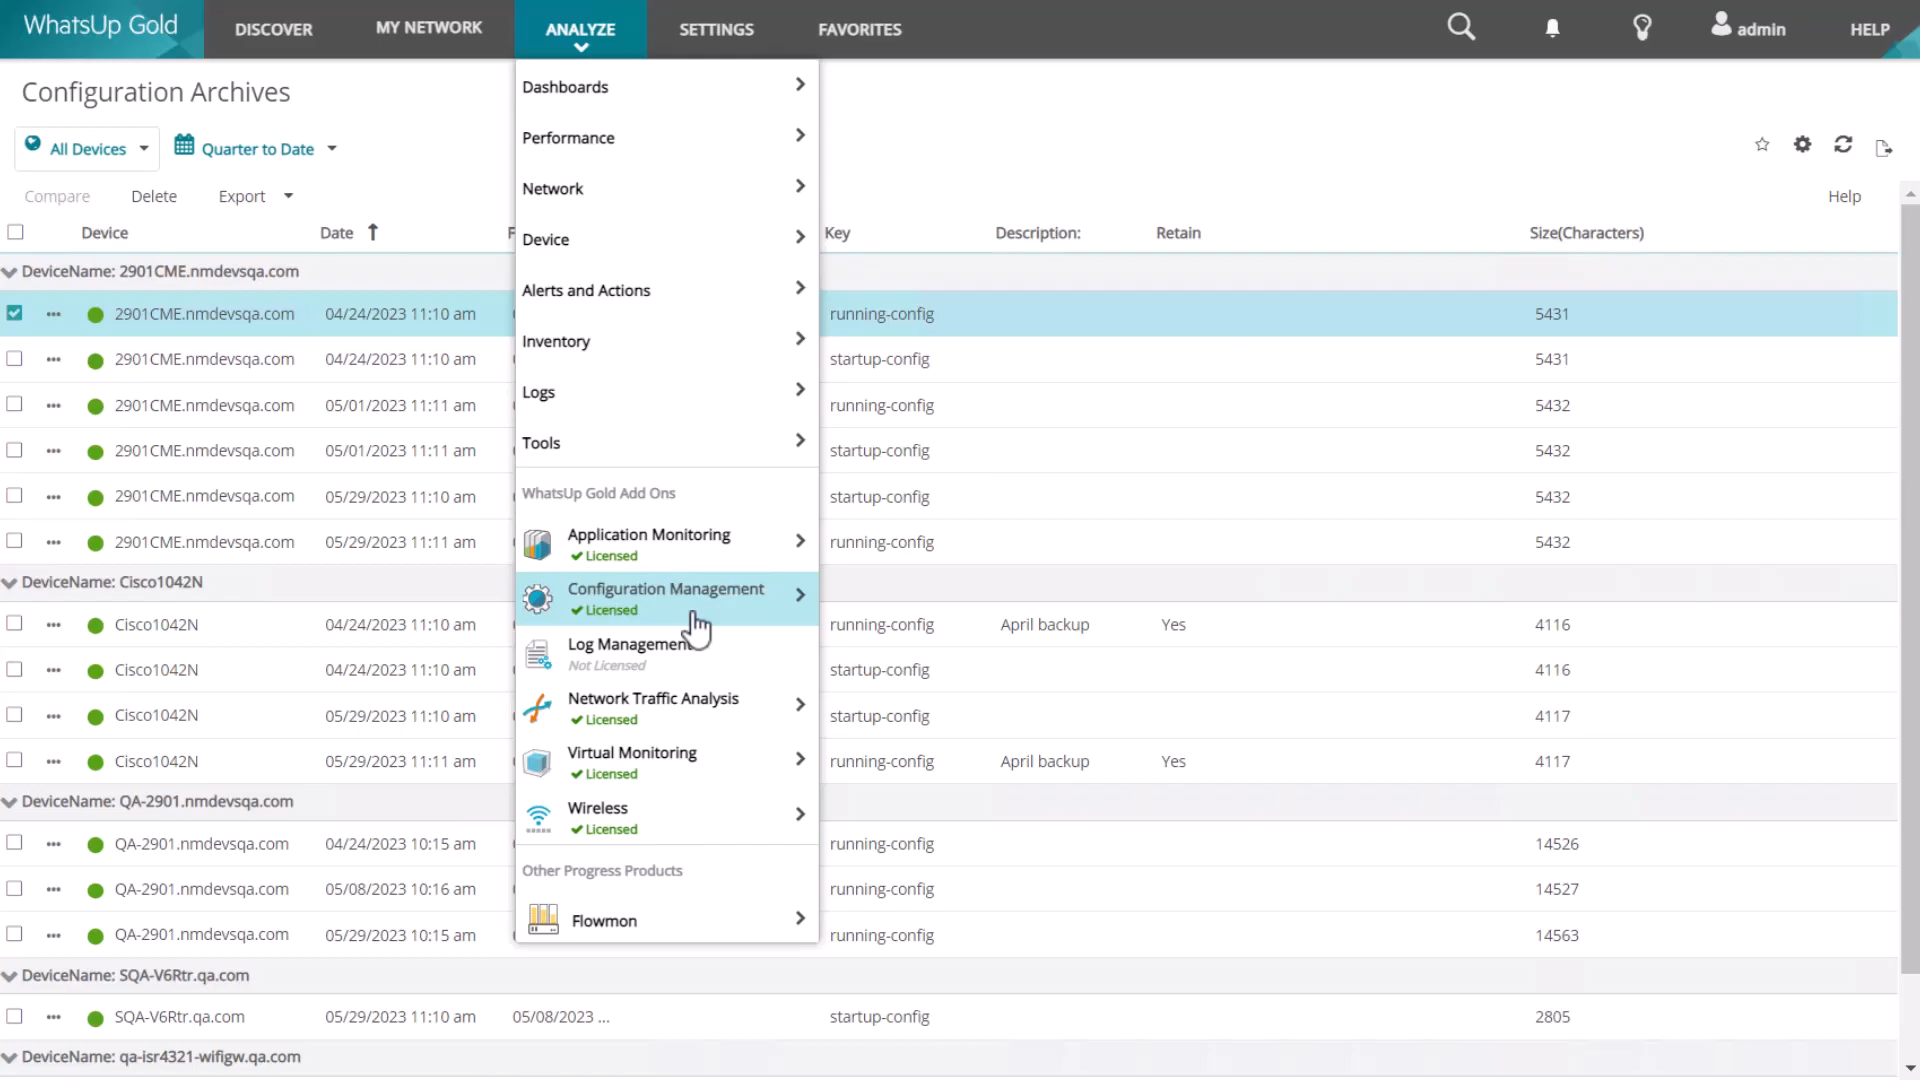 WhatsUp Gold DISCOVER MY NETWORK ANALYZE SETTINGS FAVORITES admin HELP
Configuration Archives
All Devices Quarter to Date
Compare Delete Export Help
Device Date Key Description: Retain Size(Characters)
DeviceName: 2901CME.nmdevsqa.com
2901CME.nmdevsqa.com 04/24/2023 11:10 am running-config 5431
2901CME.nmdevsqa.com 04/24/2023 11:10 am startup-config 5431
2901CME.nmdevsqa.com 05/01/2023 11:11 am running-config 5432
2901CME.nmdevsqa.com 05/01/2023 11:11 am startup-config 5432
2901CME.nmdevsqa.com 05/29/2023 11:10 am startup-config 5432
2901CME.nmdevsqa.com 05/29/2023 11:11 am running-config 5432
DeviceName: Cisco1042N
Cisco1042N 04/24/2023 11:10 am running-config April backup Yes 4116
Cisco1042N 04/24/2023 11:10 am startup-config 4116
Cisco1042N 05/29/2023 11:10 am startup-config 4117
Cisco1042N 05/29/2023 11:11 am running-config April backup Yes 4117
DeviceName: QA-2901.nmdevsqa.com
QA-2901.nmdevsqa.com 04/24/2023 10:15 am running-config 14526
QA-2901.nmdevsqa.com 05/08/2023 10:16 am running-config 14527
QA-2901.nmdevsqa.com 05/29/2023 10:15 am running-config 14563
DeviceName: SQA-V6Rtr.qa.com
SQA-V6Rtr.qa.com 05/29/2023 11:10 am 05/08/2023 ... startup-config 2805
DeviceName: qa-isr4321-wifigw.qa.com
Dashboards
Performance
Network
Device
Alerts and Actions
Inventory
Logs
Tools
WhatsUp Gold Add Ons
Application Monitoring
Licensed
Configuration Management
Licensed
Log Management
Not Licensed
Network Traffic Analysis
Licensed
Virtual Monitoring
Licensed
Wireless
Licensed
Other Progress Products
Flowmon